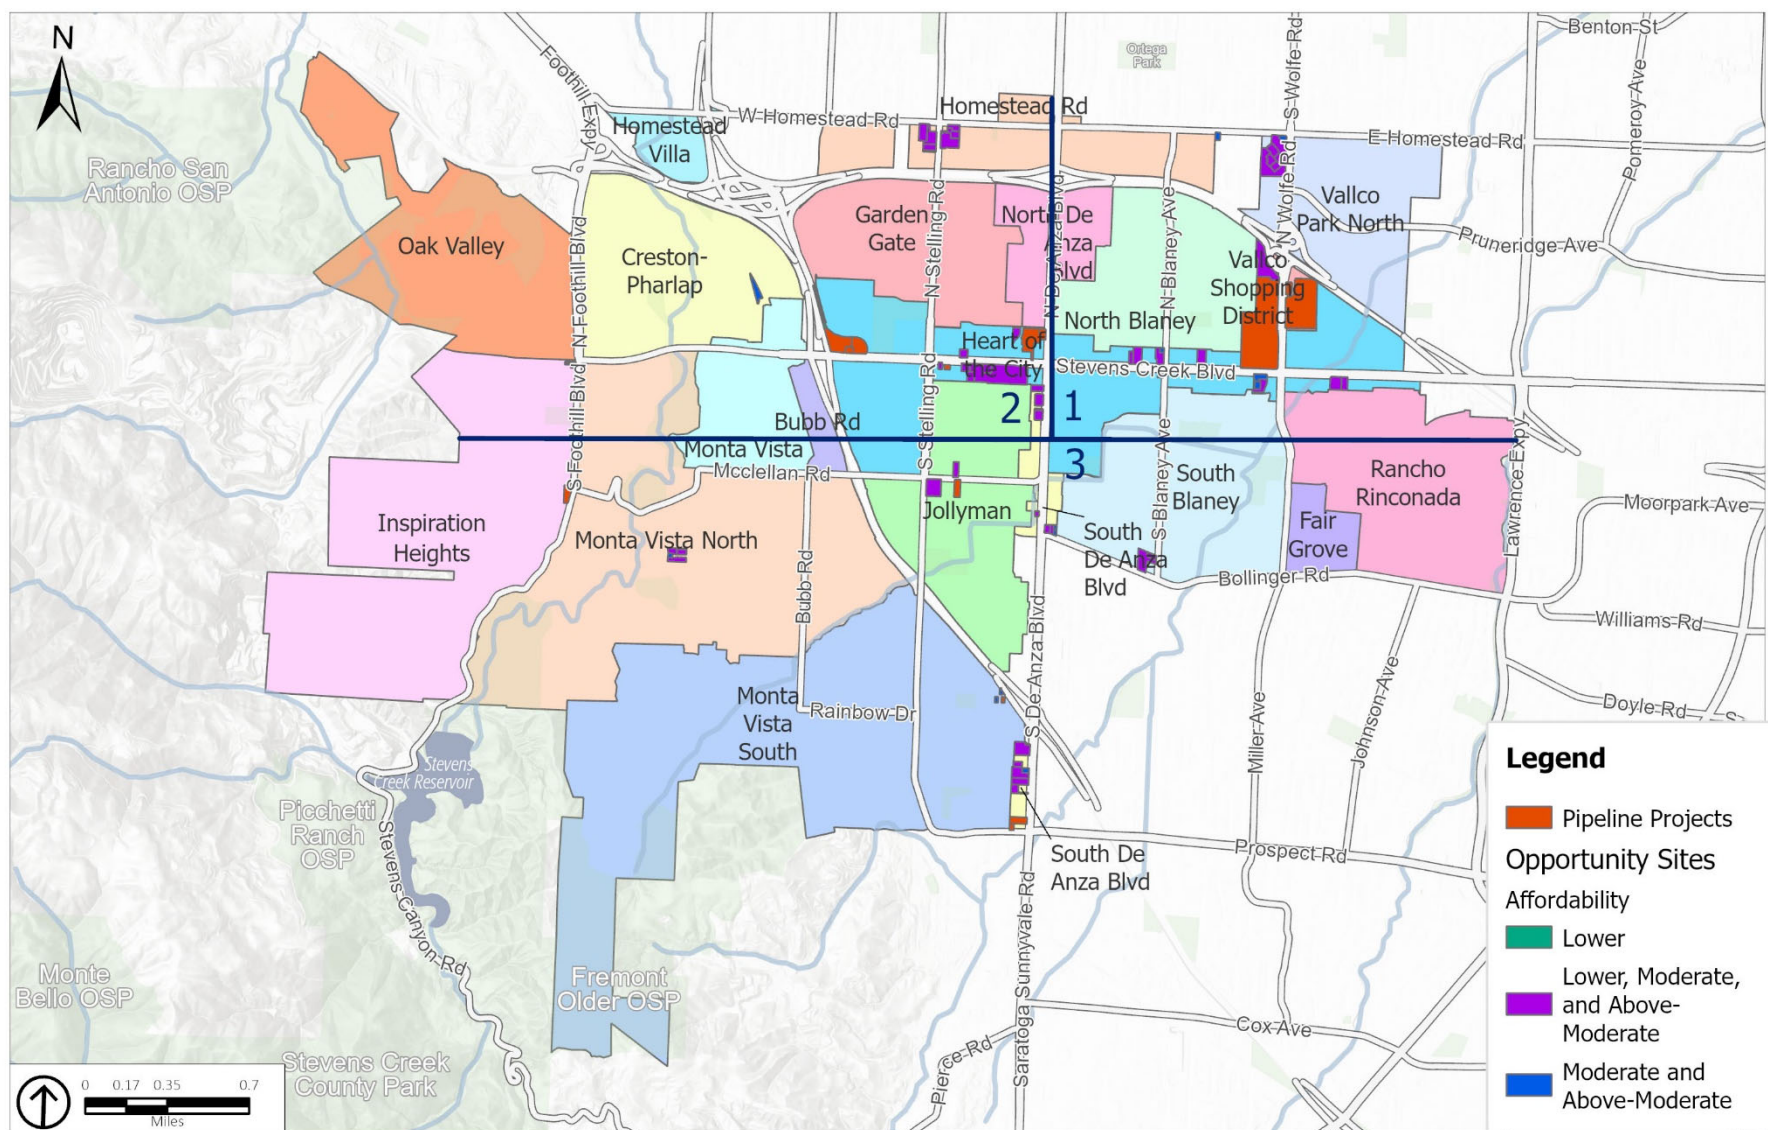 N
Benton St
Ortega
Park
S Wolfe Rd
Pomeroy Ave
Foothill Expy
W Homestead Rd
Homestead Rd
E Homestead Rd
Homestead
Villa
Rancho San
Antonio OSP
Oak Valley
Creston-
Pharlap
Garden
Gate
North De
Anza
Blvd
N De Anza Blvd
N Stelling Rd
N Blaney Ave
N Wolfe Rd
Vallco
Park North
Pruneridge Ave
Vallco
Shopping
District
North Blaney
N Foothill Blvd
Heart of
the City
Stevens Creek Blvd
2
1
3
S Foothill Blvd
Bubb Rd
Monta Vista
Mcclellan Rd
S Stelling Rd
S Blaney Ave
South
Blaney
Rancho
Rinconada
Lawrence Expy
Moorpark Ave
Inspiration
Heights
Monta Vista North
Jollyman
South
De Anza
Blvd
Fair
Grove
Bollinger Rd
Williams Rd
Bubb Rd
S De Anza Blvd
Miller Ave
Johnson Ave
Doyle Rd
Monta
Vista
South
Rainbow Dr
Stevens
Creek Reservoir
Picchetti
Ranch
OSP
Stevens Canyon Rd
South De
Anza Blvd
Prospect Rd
Saratoga Sunnyvale Rd
Monte
Bello OSP
Fremont
Older OSP
Cox Ave
Pierce Rd
Stevens Creek
County Park
0 0.17 0.35 0.7
Miles
Legend
Pipeline Projects
Opportunity Sites
Affordability
Lower
Lower, Moderate,
and Above-
Moderate
Moderate and
Above-Moderate